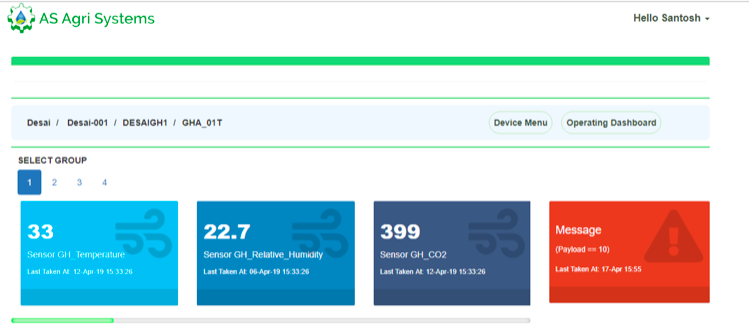 AS Agri Systems
Hello Santosh
Desai / Desai-001 / DESAIGH1 / GHA_01T
Device Menu
Operating Dashboard
SELECT GROUP
1 2 3 4
33
Sensor GH_Temperature
Last Taken At: 12-Apr-19 15:33:26
22.7
Sensor GH_Relative_Humidity
Last Taken At: 06-Apr-19 15:33:26
399
Sensor GH_CO2
Last Taken At: 12-Apr-19 15:33:26
Message
(Payload == 10)
Last Taken At: 17-Apr 15:55